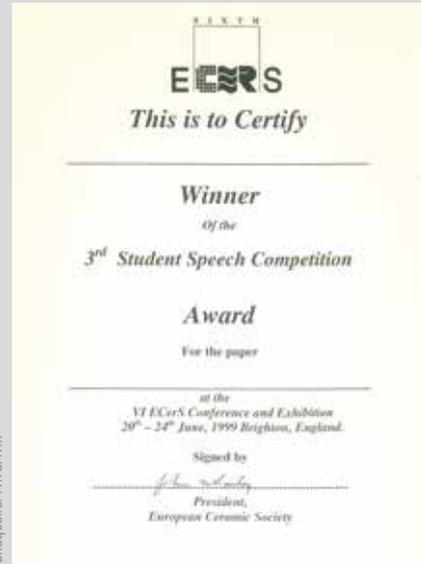 SIXTH
ECERS
This is to Certify
Winner
Of the
3rd Student Speech Competition
Award
For the paper
at the
VI ECerS Conference and Exhibition
20th – 24th June, 1999 Brighton, England.
Signed by
President,
European Ceramic Society